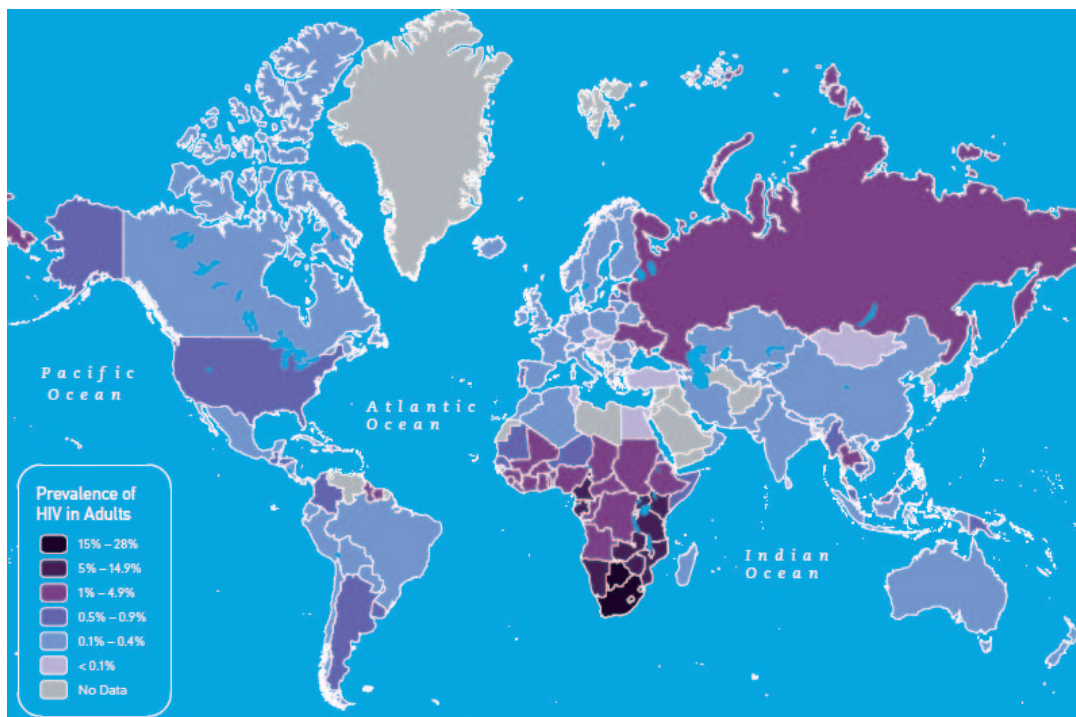 Pacific
Ocean
Atlantic
Ocean
Indian
Ocean
Prevalence of
HIV in Adults
15% – 28%
5% – 14.9%
1% – 4.9%
0.5% – 0.9%
0.1% – 0.4%
< 0.1%
No Data